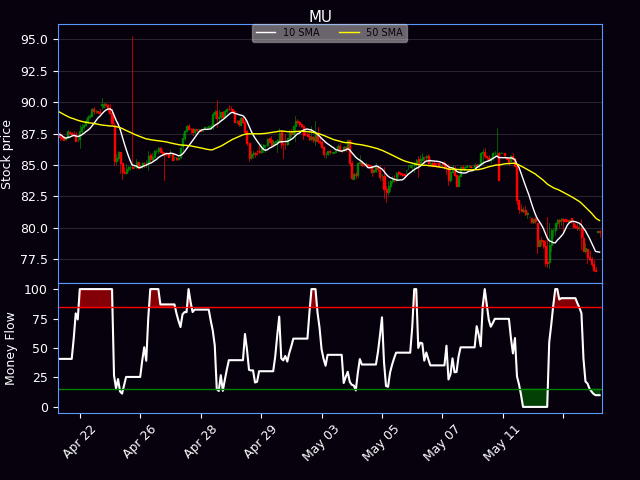 MU
10 SMA
50 SMA
Stock price
95.0
92.5
90.0
87.5
85.0
82.5
80.0
77.5
Money Flow
100
75
50
25
0
Apr 22
Apr 26
Apr 28
Apr 29
May 03
May 05
May 07
May 11